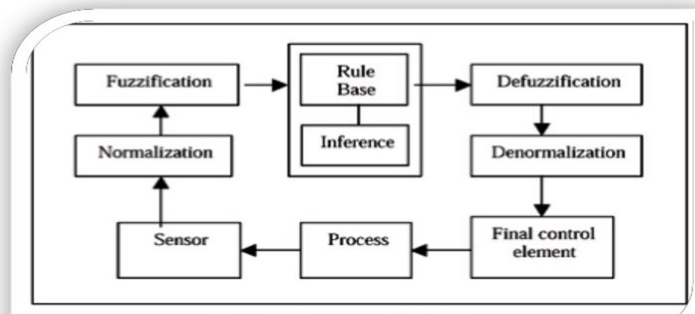 Fuzzification
Rule
Base
Inference
Defuzzification
Normalization
Denormalization
Sensor
Process
Final control
element